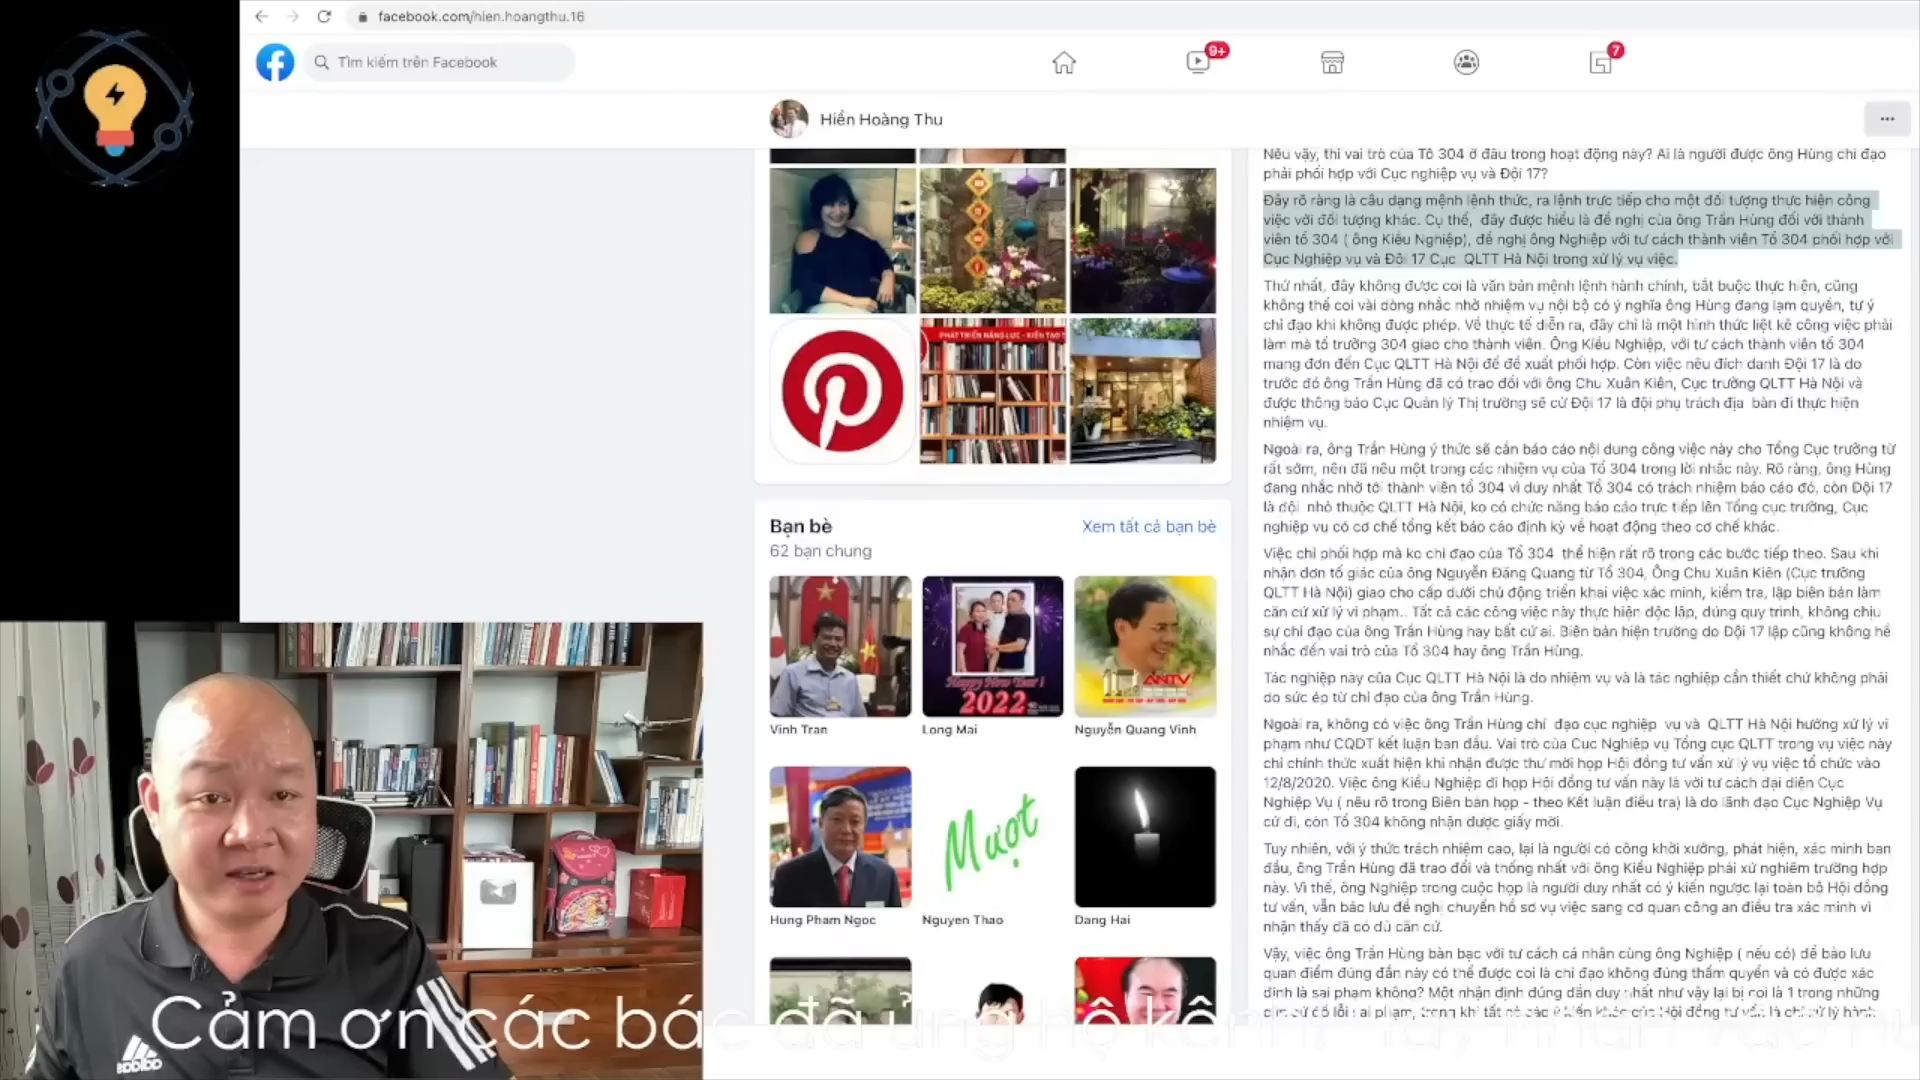 facebook.com/hien.hoangthu.16
Tìm kiếm trên Facebook
9+
7
Hiền Hoàng Thu
PHÁT TRIỂN NĂNG LỰC - KIẾN TẠO
Bạn bè
Xem tất cả bạn bè
62 bạn chung
Happy New Year!
2022
ANTV
Vinh Tran
Long Mai
Nguyễn Quang Vinh
Mượt
Hung Pham Ngoc
Nguyen Thao
Dang Hai
Nếu vậy, thì vai trò của Tổ 304 ở đâu trong hoạt động này? Ai là người được ông Hùng chỉ đạo
phải phối hợp với Cục nghiệp vụ và Đội 17?
Đây rõ ràng là câu dạng mệnh lệnh thức, ra lệnh trực tiếp cho một đối tượng thực hiện công
việc với đối tượng khác. Cụ thể, đây được hiểu là đề nghị của ông Trần Hùng đối với thành
viên tổ 304 ( ông Kiều Nghiệp), đề nghị ông Nghiệp với tư cách thành viên Tổ 304 phối hợp với
Cục Nghiệp vụ và Đội 17 Cục QLTT Hà Nội trong xử lý vụ việc.
Thứ nhất, đây không được coi là văn bản mệnh lệnh hành chính, bắt buộc thực hiện, cũng
không thể coi vài dòng nhắc nhở nhiệm vụ nội bộ có ý nghĩa ông Hùng đang lạm quyền, tự ý
chỉ đạo khi không được phép. Về thực tế diễn ra, đây chỉ là một hình thức liệt kê công việc phải
làm mà tổ trưởng 304 giao cho thành viên. Ông Kiều Nghiệp, với tư cách thành viên tổ 304
mang đơn đến Cục QLTT Hà Nội để đề xuất phối hợp. Còn việc nêu đích danh Đội 17 là do
trước đó ông Trần Hùng đã có trao đổi với ông Chu Xuân Kiên, Cục trưởng QLTT Hà Nội và
được thông báo Cục Quản lý Thị trường sẽ cử Đội 17 là đội phụ trách địa bàn đi thực hiện
nhiệm vụ.
Ngoài ra, ông Trần Hùng ý thức sẽ cần báo cáo nội dung công việc này cho Tổng Cục trưởng từ
rất sớm, nên đã nêu một trong các nhiệm vụ của Tổ 304 trong lời nhắc này. Rõ ràng, ông Hùng
đang nhắc nhở tới thành viên tổ 304 vì duy nhất Tổ 304 có trách nhiệm báo cáo đó, còn Đội 17
là đội nhỏ thuộc QLTT Hà Nội, ko có chức năng báo cáo trực tiếp lên Tổng cục trưởng, Cục
nghiệp vụ có cơ chế tổng kết báo cáo định kỳ về hoạt động theo cơ chế khác.
Việc chỉ phối hợp mà ko chỉ đạo của Tổ 304 thể hiện rất rõ trong các bước tiếp theo. Sau khi
nhận đơn tố giác của ông Nguyễn Đăng Quang từ Tổ 304, Ông Chu Xuân Kiên (Cục trưởng
QLTT Hà Nội) giao cho cấp dưới chủ động triển khai việc xác minh, kiểm tra, lập biên bản làm
căn cứ xử lý vi phạm.. Tất cả các công việc này thực hiện độc lập, đúng quy trình, không chịu
sự chỉ đạo của ông Trần Hùng hay bất cứ ai. Biên bản hiện trường do Đội 17 lập cũng không hề
nhắc đến vai trò của Tổ 304 hay ông Trần Hùng.
Tác nghiệp này của Cục QLTT Hà Nội là do nhiệm vụ và là tác nghiệp cần thiết chứ không phải
do sức ép từ chỉ đạo của ông Trần Hùng.
Ngoài ra, không có việc ông Trần Hùng chỉ đạo cục nghiệp vụ và QLTT Hà Nội hướng xử lý vi
phạm như CQDT kết luận ban đầu. Vai trò của Cục Nghiệp vụ Tổng cục QLTT trong vụ việc này
chỉ chính thức xuất hiện khi nhận được thư mời họp Hội đồng tư vấn xử lý vụ việc tổ chức vào
12/8/2020. Việc ông Kiều Nghiệp đi họp Hội đồng tư vấn này là với tư cách đại diện Cục
Nghiệp Vụ ( nêu rõ trong Biên bản họp - theo Kết luận điều tra) là do lãnh đạo Cục Nghiệp Vụ
cử đi, còn Tổ 304 không nhận được giấy mời.
Tuy nhiên, với ý thức trách nhiệm cao, lại là người có công khởi xướng, phát hiện, xác minh ban
đầu, ông Trần Hùng đã trao đổi và thống nhất với ông Kiều Nghiệp phải xử nghiêm trường hợp
này. Vì thế, ông Nghiệp trong cuộc họp là người duy nhất có ý kiến ngược lại toàn bộ Hội đồng
tư vấn, vẫn bảo lưu đề nghị chuyển hồ sơ vụ việc sang cơ quan công an điều tra xác minh vì
nhận thấy đã có đủ căn cứ.
Vậy, việc ông Trần Hùng bàn bạc với tư cách cá nhân cùng ông Nghiệp ( nếu có) để bảo lưu
quan điểm đúng đắn này có thể được coi là chỉ đạo không đúng thẩm quyền và có được xác
định là sai phạm không? Một nhận định đúng đắn duy nhất như vậy lại bị coi là 1 trong những
Cảm ơn các bác đã ủng hộ kênh!
adidas